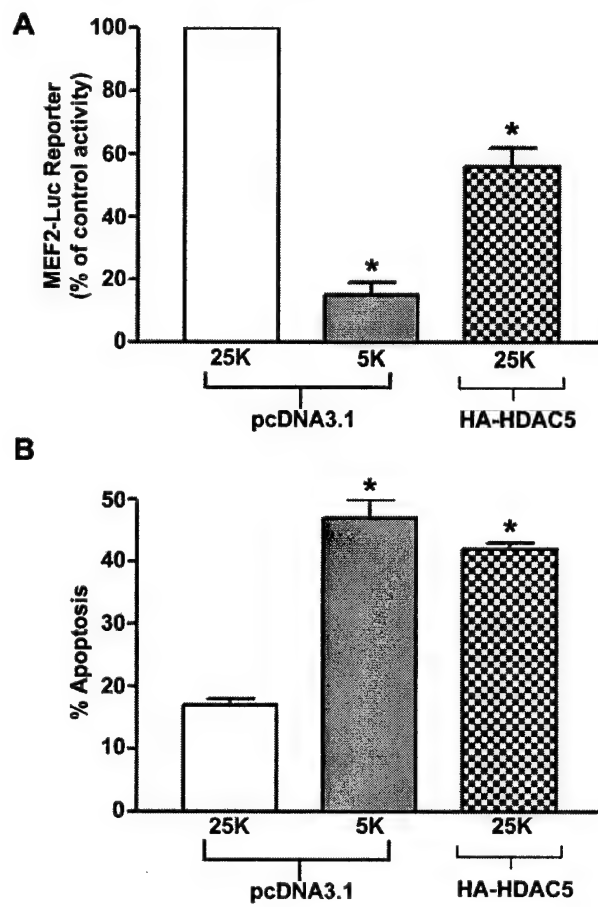 A
MEF2-Luc Reporter
(% of control activity)
100
80
60
40
20
0
*
*
25K 5K 25K
pcDNA3.1 HA-HDAC5
B
% Apoptosis
50
40
30
20
10
0
*
*
25K 5K 25K
pcDNA3.1 HA-HDAC5